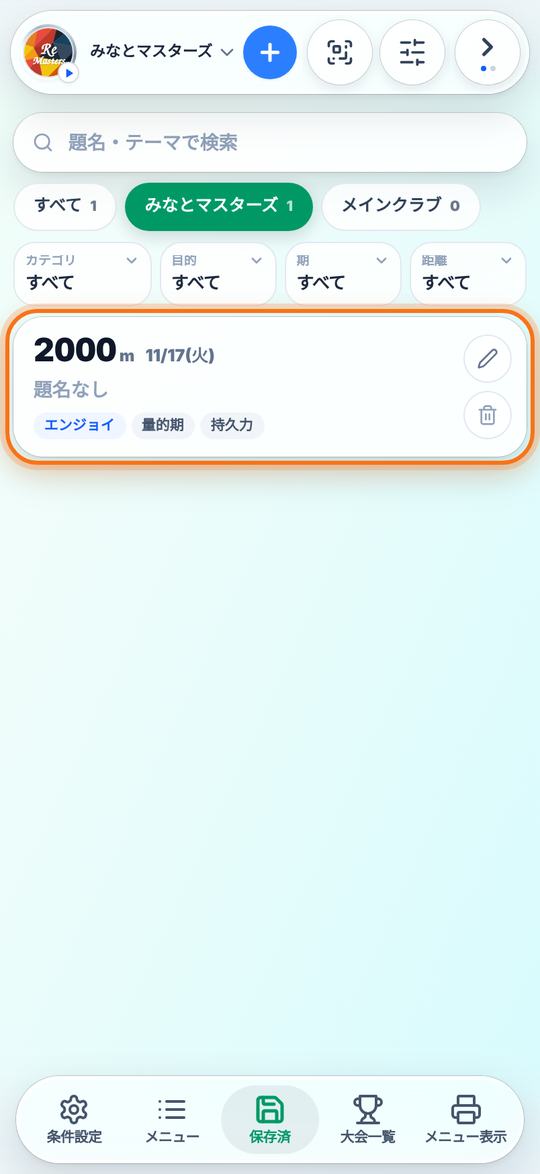 Re
Masters
みなとマスターズ
題名・テーマで検索
すべて 1
みなとマスターズ 1
メインクラブ 0
カテゴリ
すべて
目的
すべて
期
すべて
距離
すべて
2000m 11/17(火)
題名なし
エンジョイ 量的期 持久力
条件設定
メニュー
保存済
大会一覧
メニュー表示